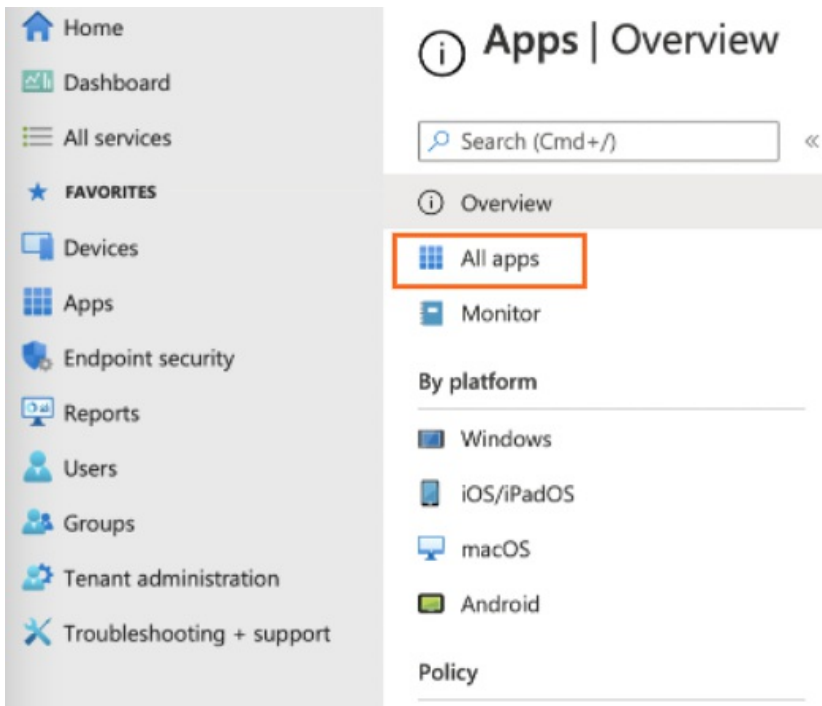 Home
Dashboard
All services
FAVORITES
Devices
Apps
Endpoint security
Reports
Users
Groups
Tenant administration
Troubleshooting + support
Apps | Overview
Search (Cmd+/)
«
Overview
All apps
Monitor
By platform
Windows
iOS/iPadOS
macOS
Android
Policy